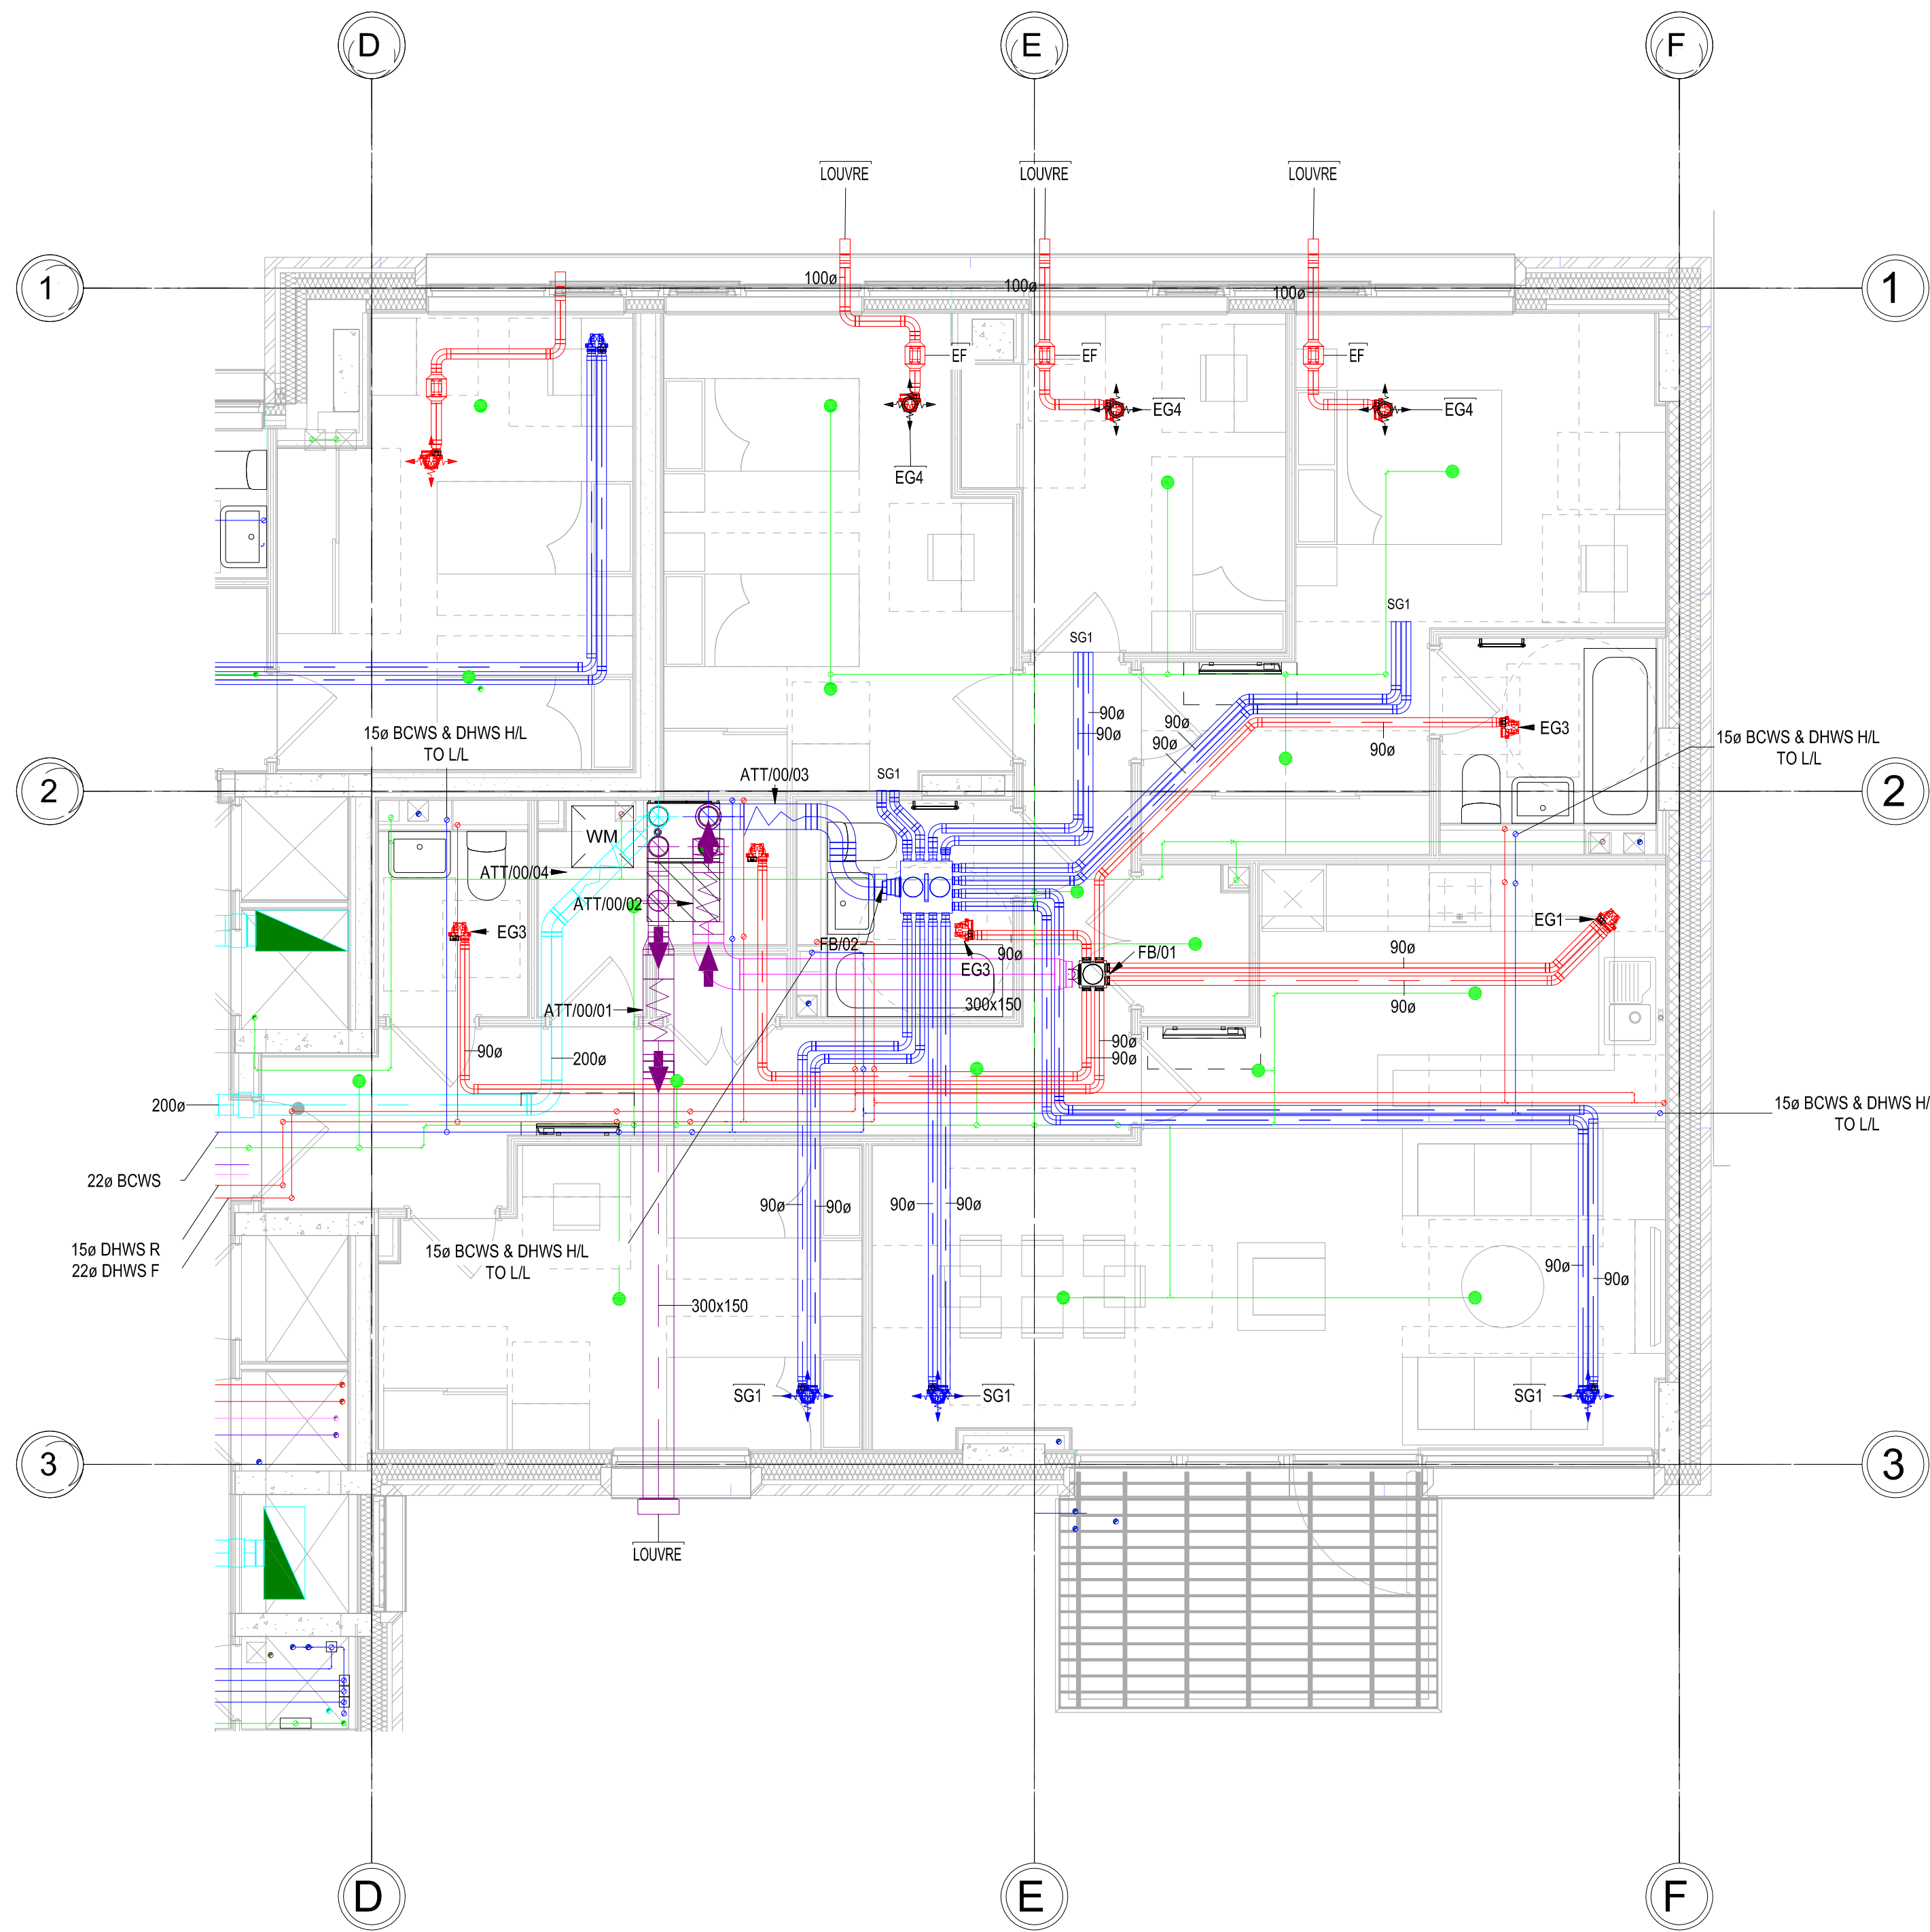 D
E
F
LOUVRE
LOUVRE
LOUVRE
1
100ø
100ø
100ø
1
EF
EF
EF
EG4
EG4
EG4
SG1
SG1
90ø
90ø
90ø
90ø
90ø
EG3
15ø BCWS & DHWS H/L
TO L/L
15ø BCWS & DHWS H/L
TO L/L
2
ATT/00/03
SG1
2
WM
ATT/00/04
ATT/00/02
EG3
EG1
FB/02
90ø
FB/01
90ø
EG3
300x150
90ø
ATT/00/01
90ø
200ø
90ø
90ø
200ø
15ø BCWS & DHWS H/
TO L/L
22ø BCWS
90ø
90ø
90ø
90ø
15ø DHWS R
22ø DHWS F
15ø BCWS & DHWS H/L
TO L/L
90ø
90ø
300x150
SG1
SG1
SG1
3
3
LOUVRE
D
E
F